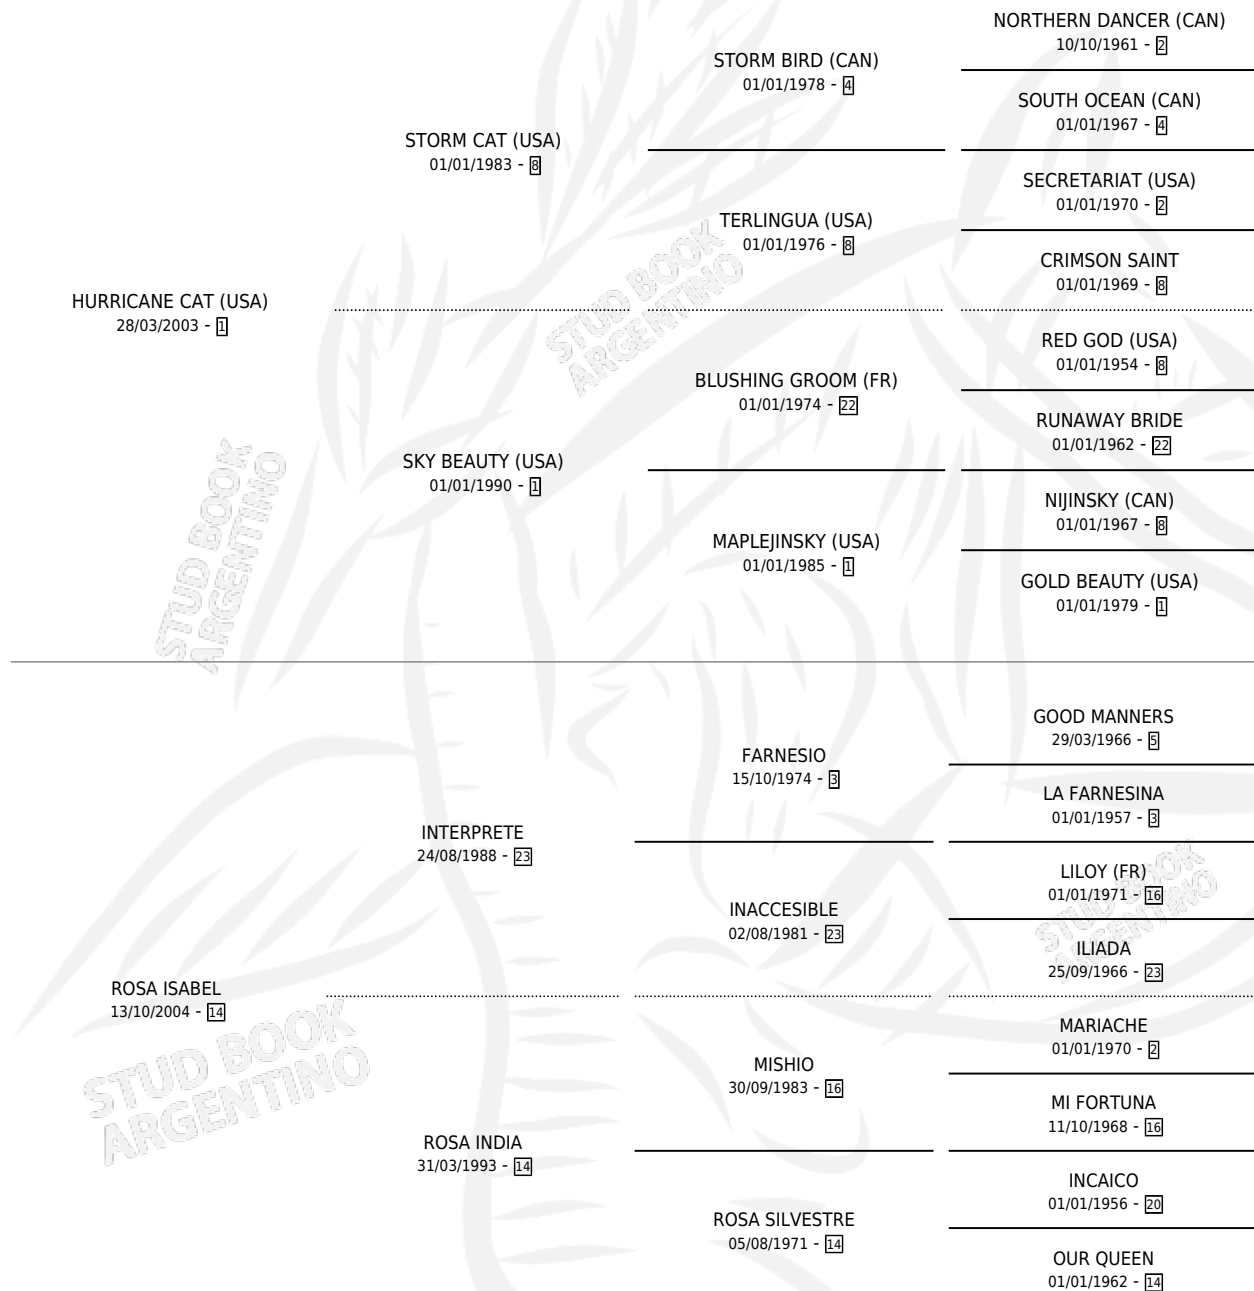 NORTHERN DANCER (CAN)
10/10/1961 - 2
STORM BIRD (CAN)
01/01/1978 - 4
SOUTH OCEAN (CAN)
01/01/1967 - 4
STORM CAT (USA)
01/01/1983 - 8
SECRETARIAT (USA)
01/01/1970 - 2
TERLINGUA (USA)
01/01/1976 - 8
CRIMSON SAINT
01/01/1969 - 8
HURRICANE CAT (USA)
28/03/2003 - 1
STUD BOOK
ARGENTINO
RED GOD (USA)
01/01/1954 - 8
BLUSHING GROOM (FR)
01/01/1974 - 22
RUNAWAY BRIDE
01/01/1962 - 22
SKY BEAUTY (USA)
01/01/1990 - 1
NIJINSKY (CAN)
01/01/1967 - 8
MAPLEJINSKY (USA)
01/01/1985 - 1
GOLD BEAUTY (USA)
01/01/1979 - 1
STUD BOOK
ARGENTINO
GOOD MANNERS
29/03/1966 - 5
FARNESIO
15/10/1974 - 3
LA FARNESINA
01/01/1957 - 3
INTERPRETE
24/08/1988 - 23
LILOY (FR)
01/01/1971 - 16
INACCESIBLE
02/08/1981 - 23
ILIADA
25/09/1966 - 23
STUD BOOK
ARGENTINO
ROSA ISABEL
13/10/2004 - 14
MARIACHE
01/01/1970 - 2
MISHIO
30/09/1983 - 16
MI FORTUNA
11/10/1968 - 16
STUD BOOK
ARGENTINO
ROSA INDIA
31/03/1993 - 14
INCAICO
01/01/1956 - 20
ROSA SILVESTRE
05/08/1971 - 14
OUR QUEEN
01/01/1962 - 14